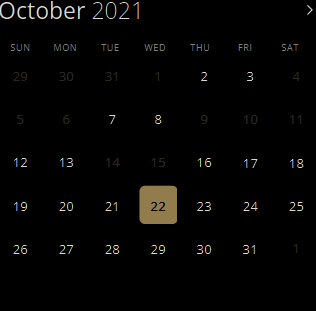 October 2021
SUN MON TUE WED THU FRI SAT
29 30 31 1 2 3 4
5 6 7 8 9 10 11
12 13 14 15 16 17 18
19 20 21 22 23 24 25
26 27 28 29 30 31 1